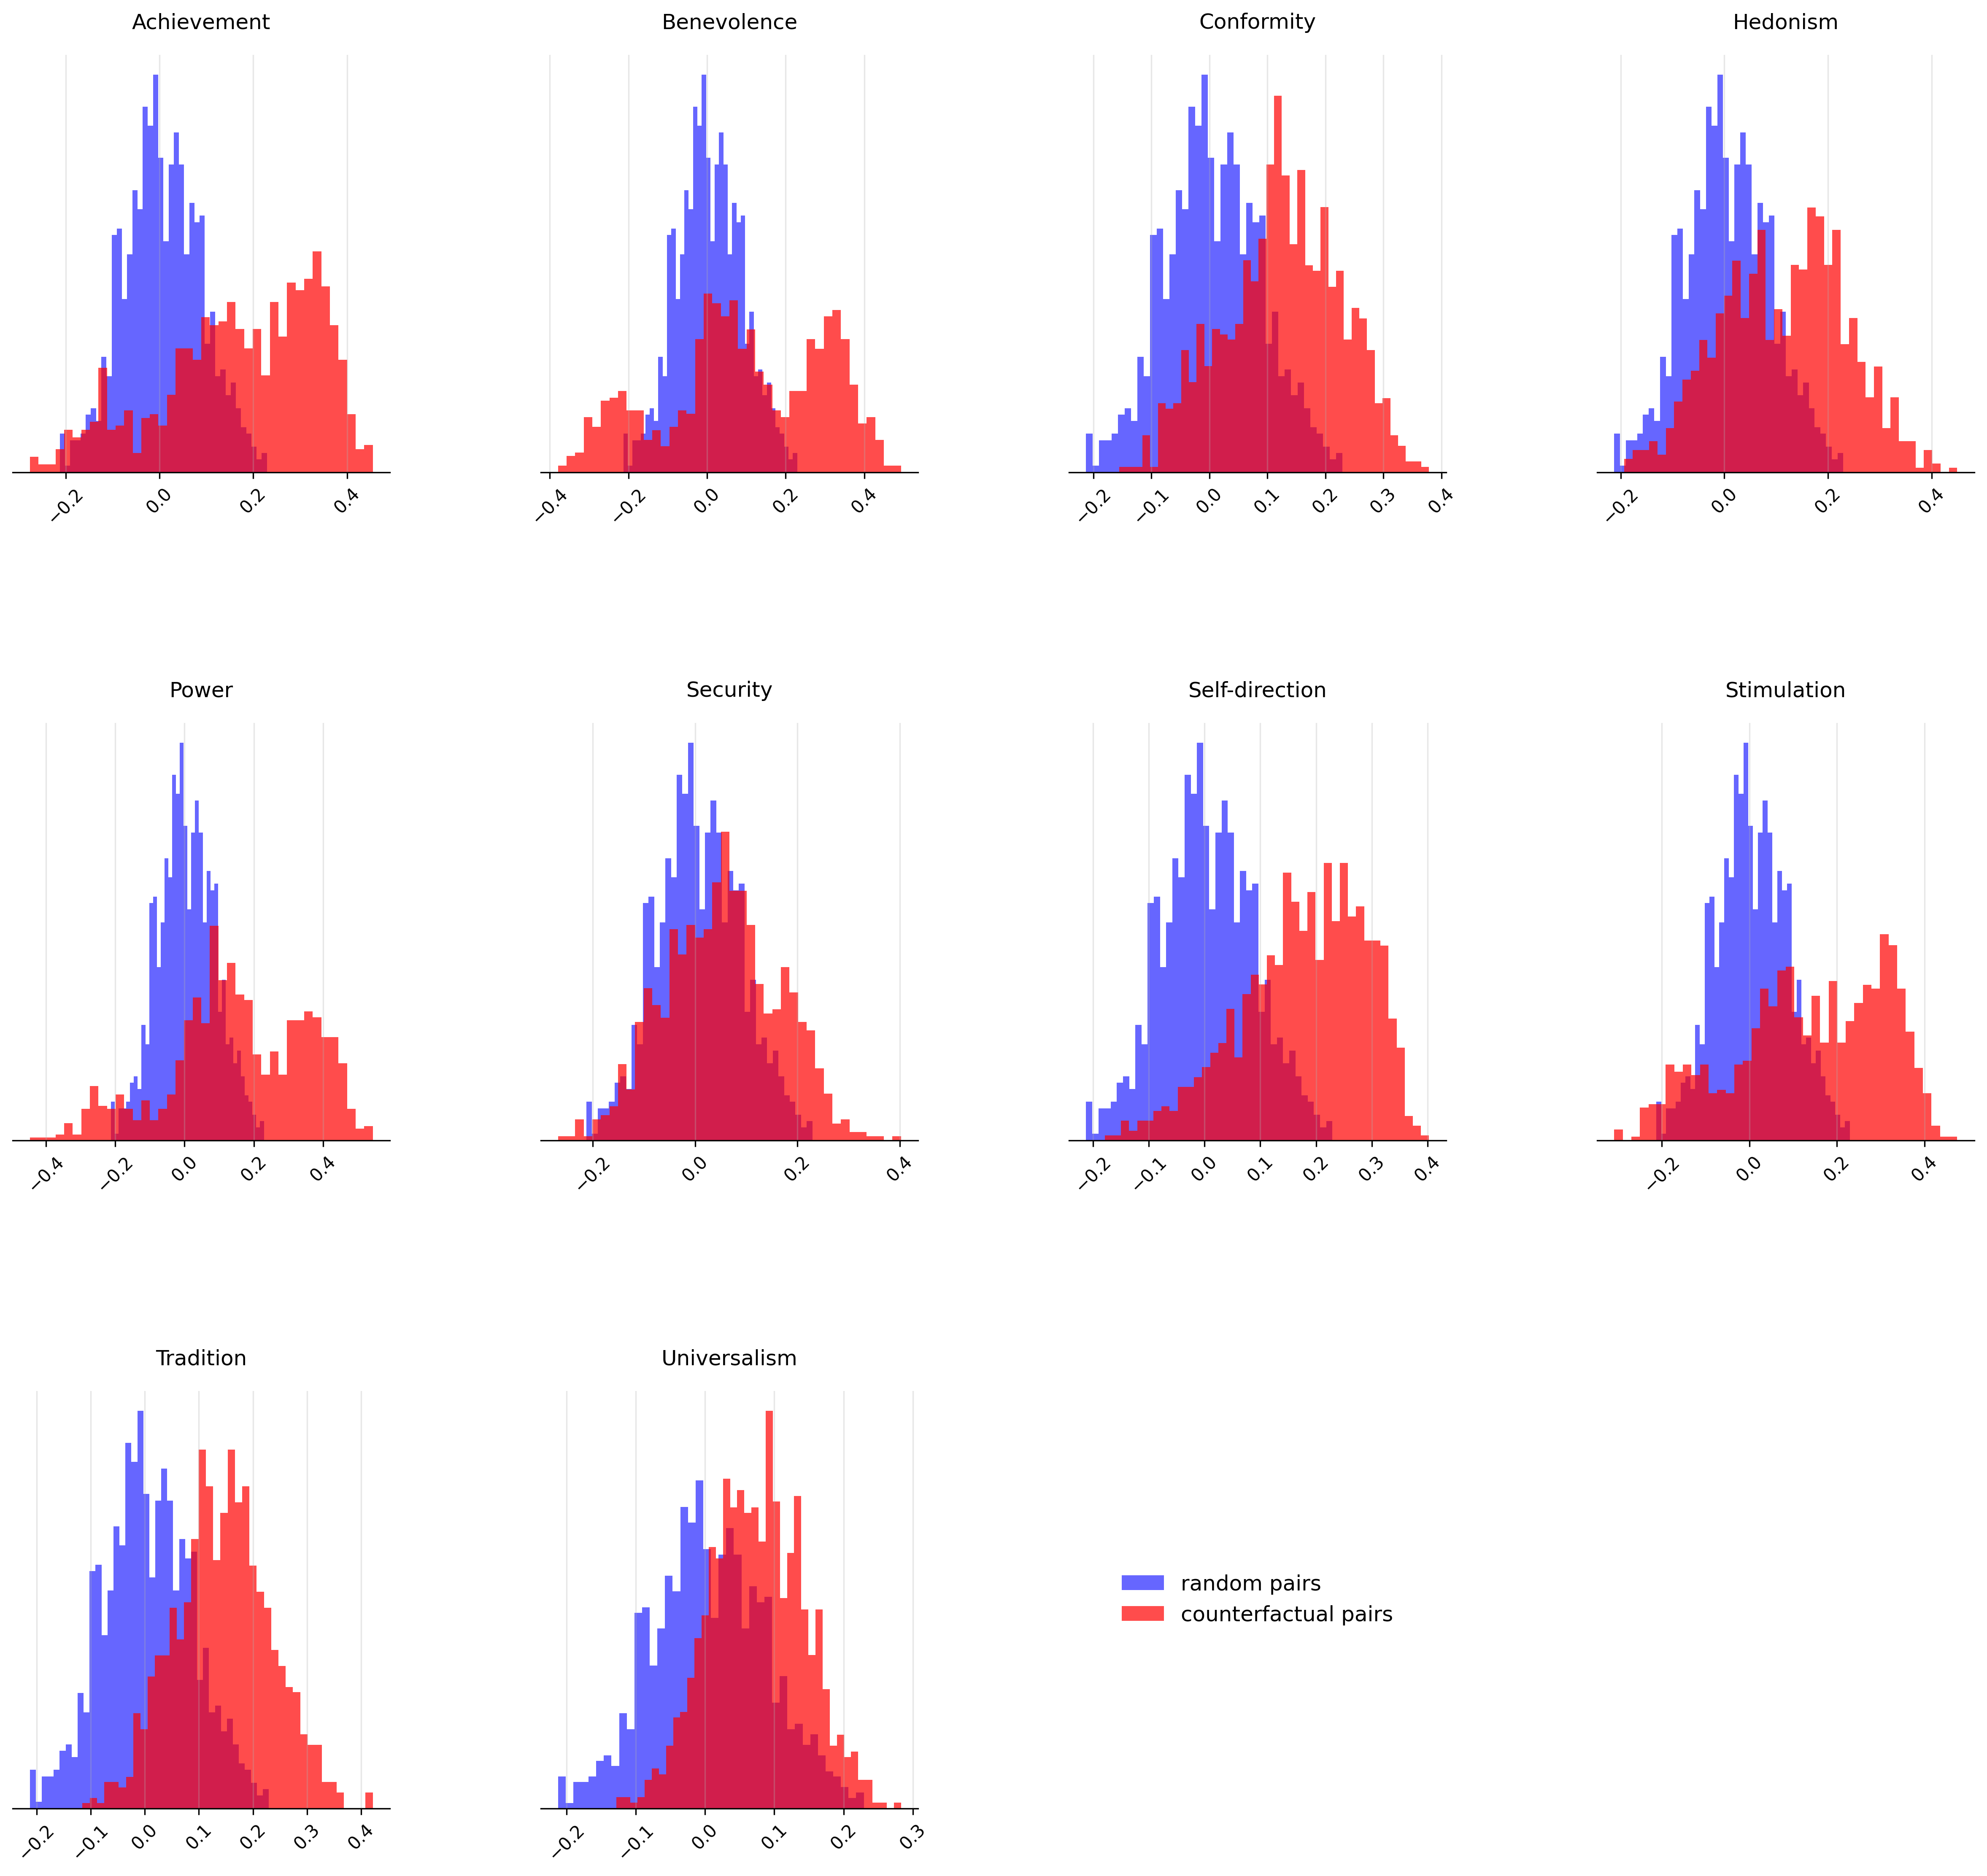 Achievement Benevolence Conformity Hedonism
−0.2 0.0 0.2 0.4 −0.4 −0.2 0.0 0.2 0.4 −0.2 −0.1 0.0 0.1 0.2 0.3 0.4 −0.2 0.0 0.2 0.4
Power Security Self-direction Stimulation
−0.4 −0.2 0.0 0.2 0.4 −0.2 0.0 0.2 0.4 −0.2 −0.1 0.0 0.1 0.2 0.3 0.4 −0.2 0.0 0.2 0.4
Tradition Universalism
random pairs
counterfactual pairs
−0.2 −0.1 0.0 0.1 0.2 0.3 0.4 −0.2 −0.1 0.0 0.1 0.2 0.3